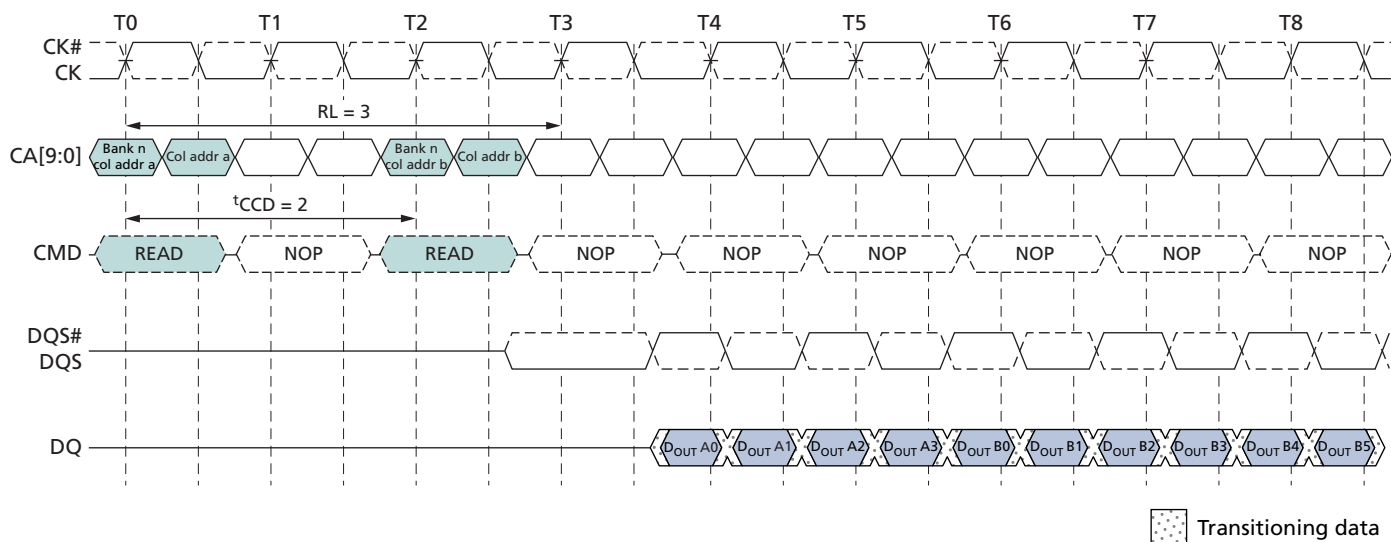 T0 T1 T2 T3 T4 T5 T6 T7 T8
CK#
CK
RL = 3
CA[9:0]
Bank n
col addr a
Col addr a
Bank n
col addr b
Col addr b
tCCD = 2
CMD READ NOP READ NOP NOP NOP NOP NOP NOP
DQS#
DQS
DQ DOUT A0 DOUT A1 DOUT A2 DOUT A3 DOUT B0 DOUT B1 DOUT B2 DOUT B3 DOUT B4 DOUT B5
Transitioning data